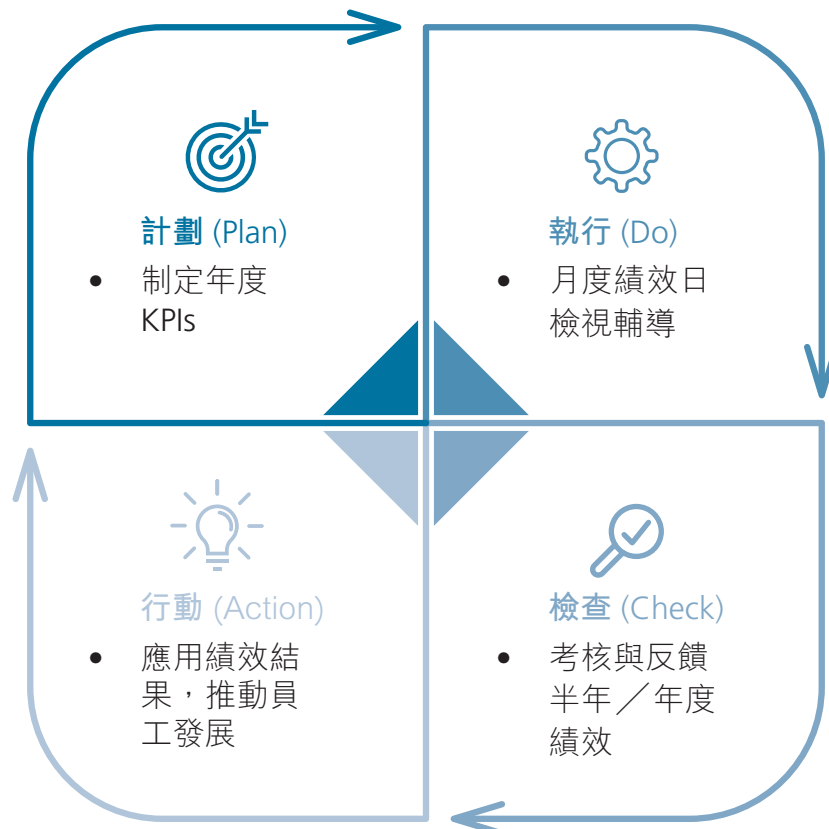 計劃 (Plan)
• 制定年度
KPIs
執行 (Do)
• 月度績效日
檢視輔導
行動 (Action)
• 應用績效結
果，推動員
工發展
檢查 (Check)
• 考核與反饋
半年／年度
績效